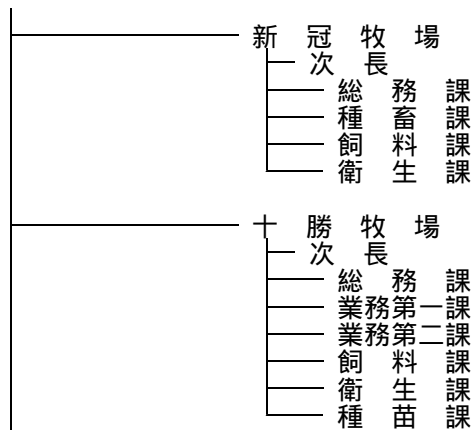 新冠牧場
次長
総務課
種畜課
飼料課
衛生課
十勝牧場
次長
総務課
業務第一課
業務第二課
飼料課
衛生課
種苗課